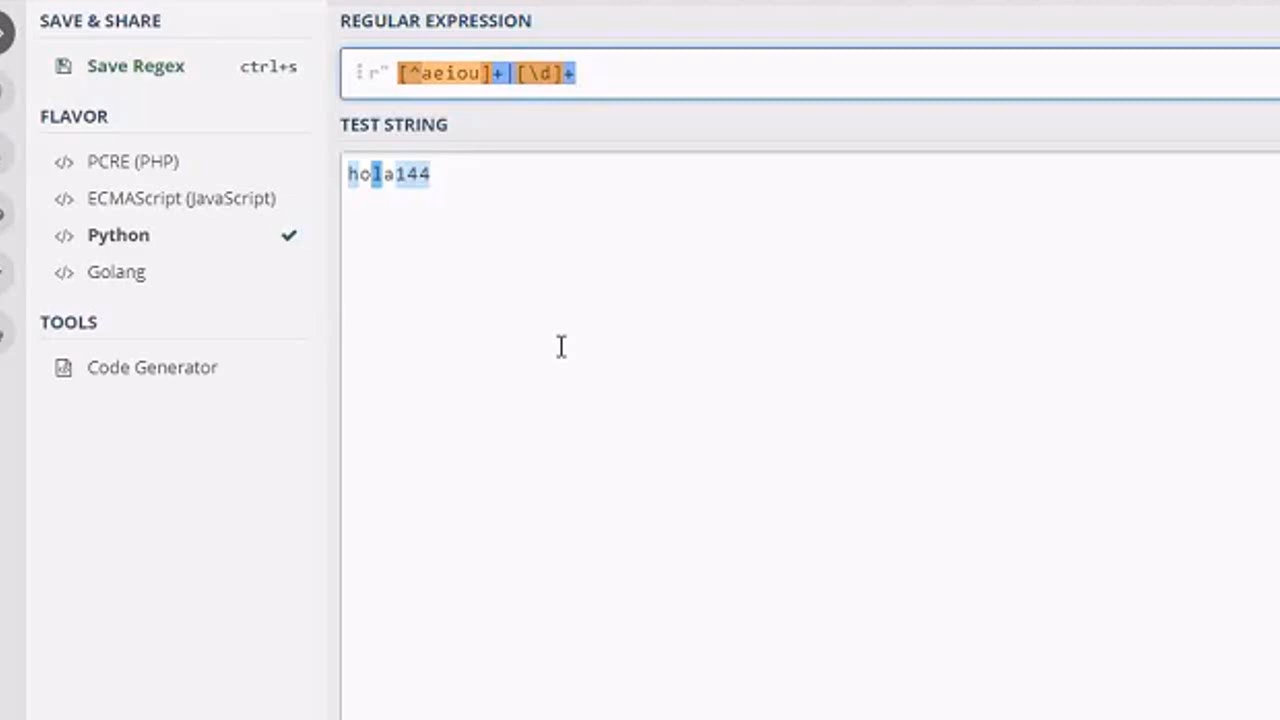 SAVE & SHARE
Save Regex ctrl+s
FLAVOR
</> PCRE (PHP)
</> ECMAScript (JavaScript)
</> Python
</> Golang
TOOLS
Code Generator
REGULAR EXPRESSION
r" [^aeiou]+|[\d]+
TEST STRING
hola144